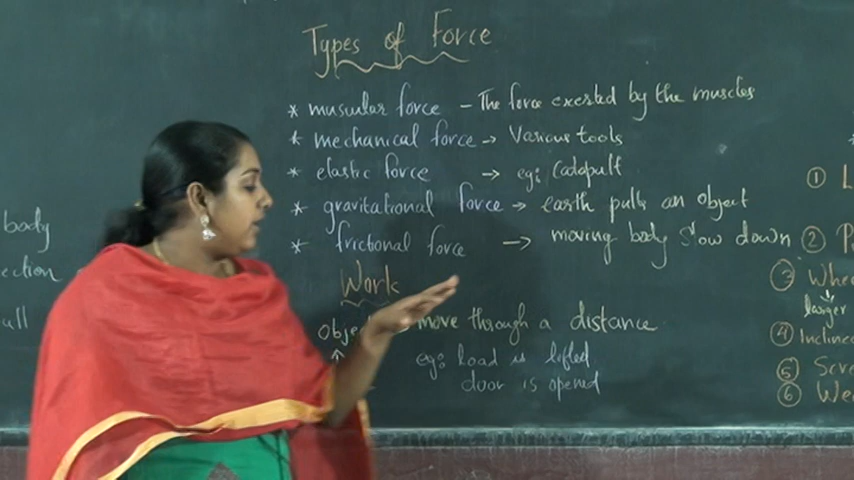 Types of Force
* muscular force – The force exerted by the muscles
* mechanical force → Various tools
* elastic force → eg: Catapult
* gravitational force → earth pulls an object
* frictional force → moving body slow down
Work
move through a distance
eg: Load is lifted
door is opened
body
ection
ull
① L
② P
③ Whee
larger
④ Incline
⑤ Scre
⑥ We